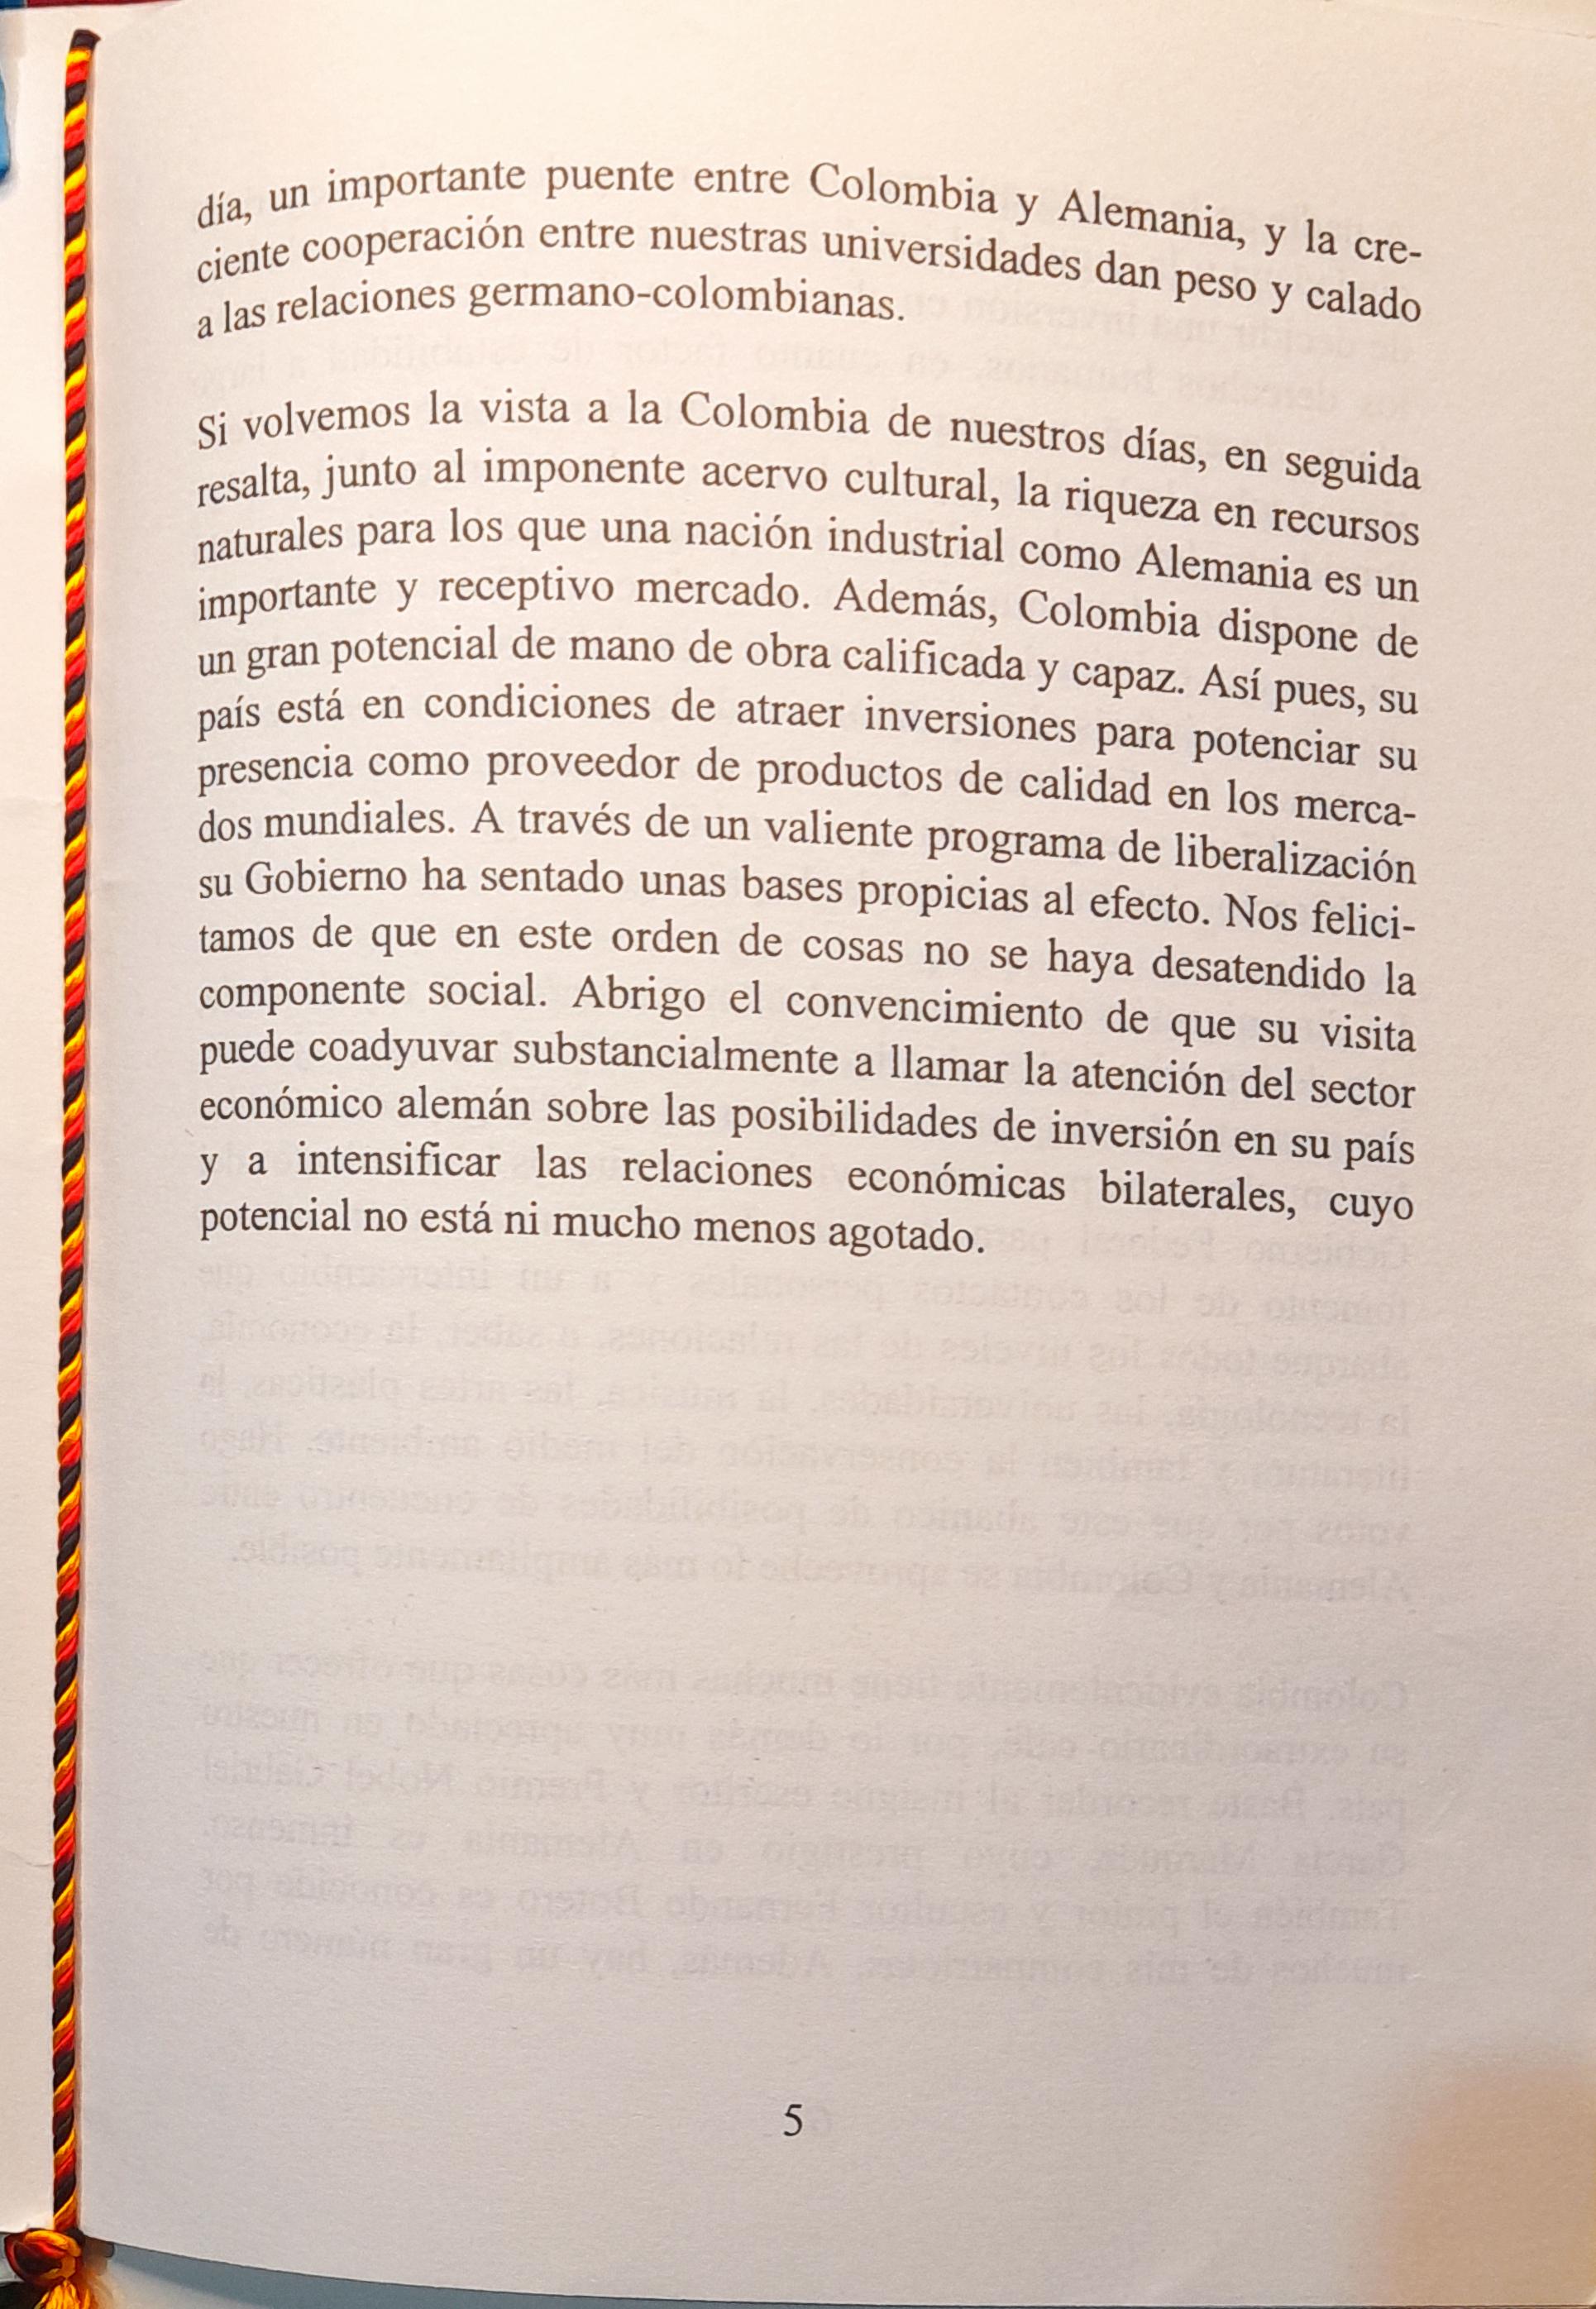 día, un importante puente entre Colombia y Alemania, y la cre-
ciente cooperación entre nuestras universidades dan peso y calado
a las relaciones germano-colombianas.
Si volvemos la vista a la Colombia de nuestros días, en seguida
resalta, junto al imponente acervo cultural, la riqueza en recursos
naturales para los que una nación industrial como Alemania es un
importante y receptivo mercado. Además, Colombia dispone de
un gran potencial de mano de obra calificada y capaz. Así pues, su
país está en condiciones de atraer inversiones para potenciar su
presencia como proveedor de productos de calidad en los merca-
dos mundiales. A través de un valiente programa de liberalización
su Gobierno ha sentado unas bases propicias al efecto. Nos felici-
tamos de que en este orden de cosas no se haya desatendido la
componente social. Abrigo el convencimiento de que su visita
puede coadyuvar substancialmente a llamar la atención del sector
económico alemán sobre las posibilidades de inversión en su país
y a intensificar las relaciones económicas bilaterales, cuyo
potencial no está ni mucho menos agotado.
5